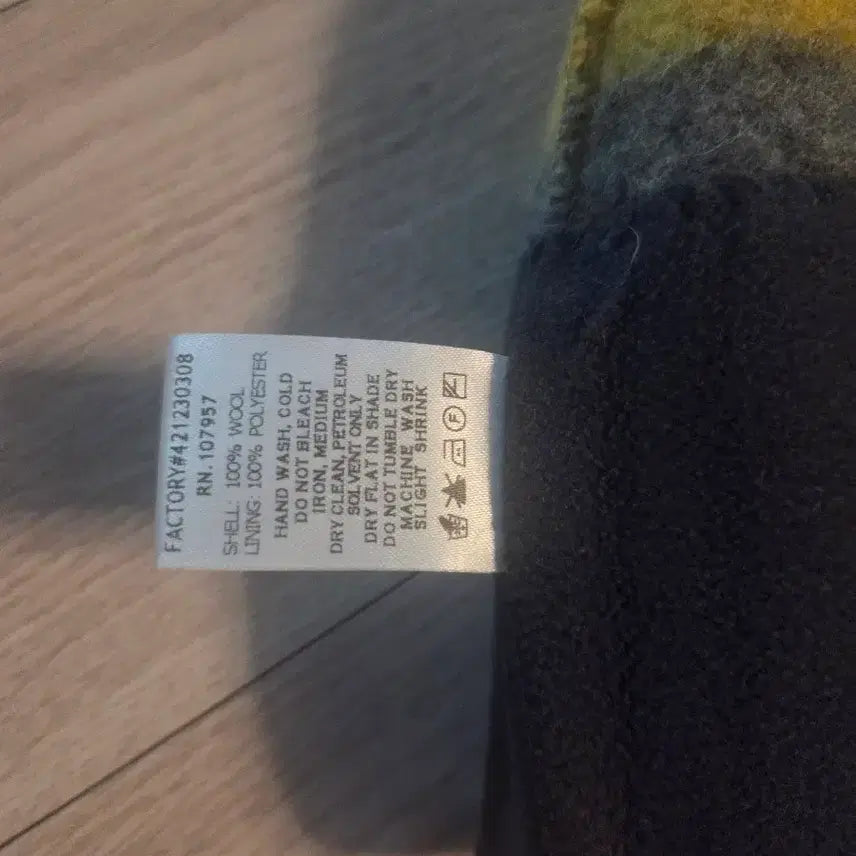 FACTORY#421230308
RN.107957
SHELL: 100% WOOL
LINING: 100% POLYESTER
HAND WASH, COLD
DO NOT BLEACH
IRON, MEDIUM
DRY CLEAN, PETROLEUM
SOLVENT ONLY
DRY FLAT IN SHADE
DO NOT TUMBLE DRY
MACHINE WASH
SLIGHT SHRINK
F